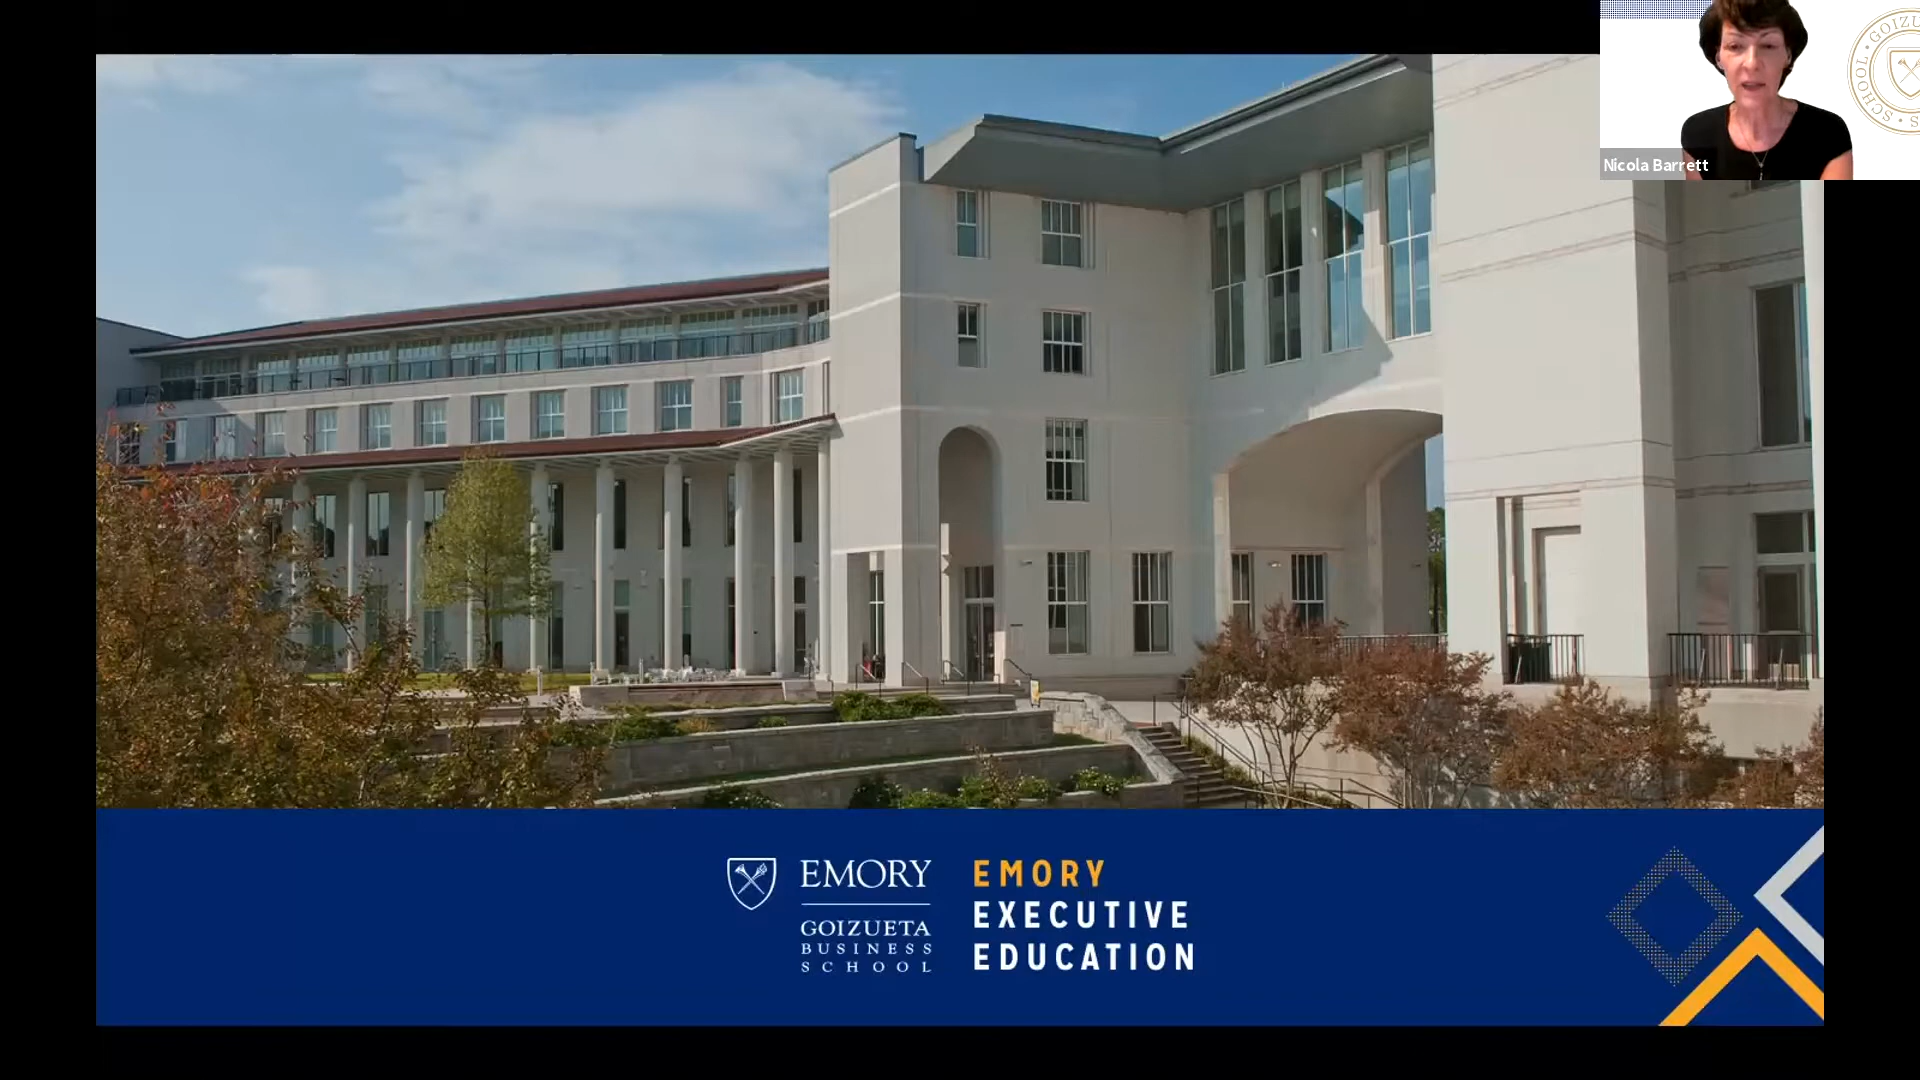 Nicola Barrett
EMORY
GOIZUETA
BUSINESS
SCHOOL
EMORY
EXECUTIVE
EDUCATION